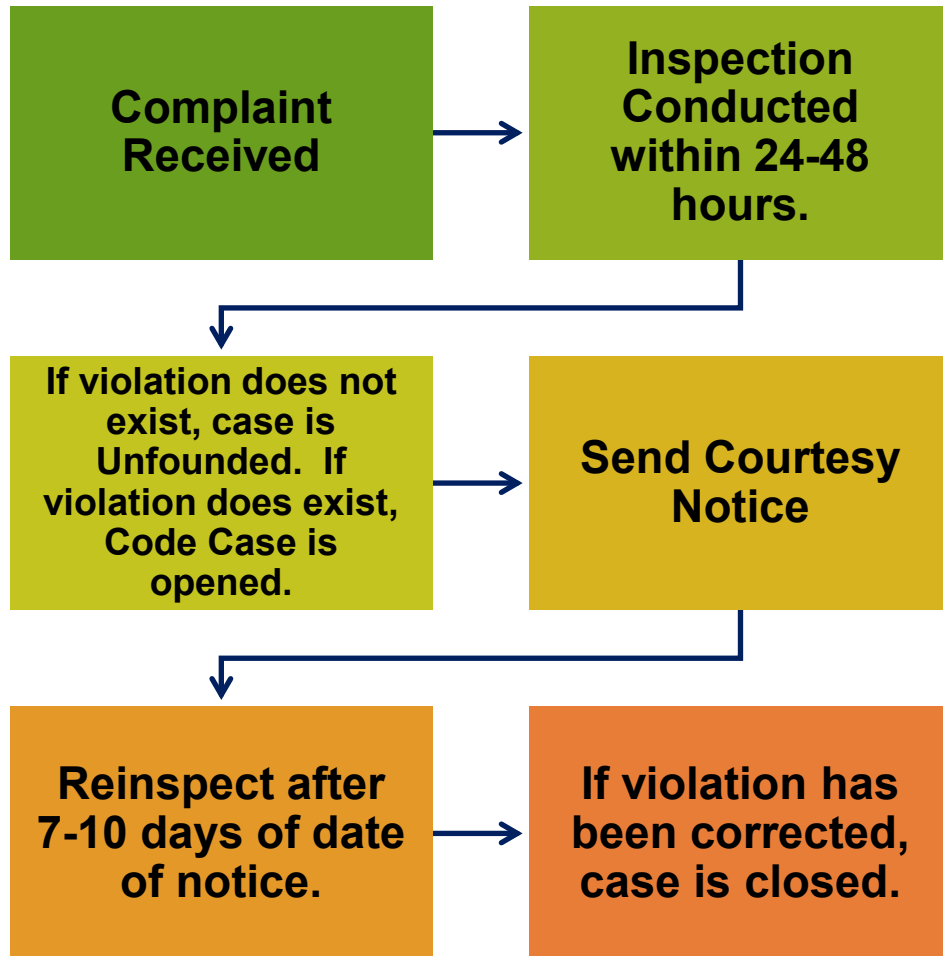 Complaint
Received
Inspection
Conducted
within 24-48
hours.
If violation does not
exist, case is
Unfounded.  If
violation does exist,
Code Case is
opened.
Send Courtesy
Notice
Reinspect after
7-10 days of date
of notice.
If violation has
been corrected,
case is closed.